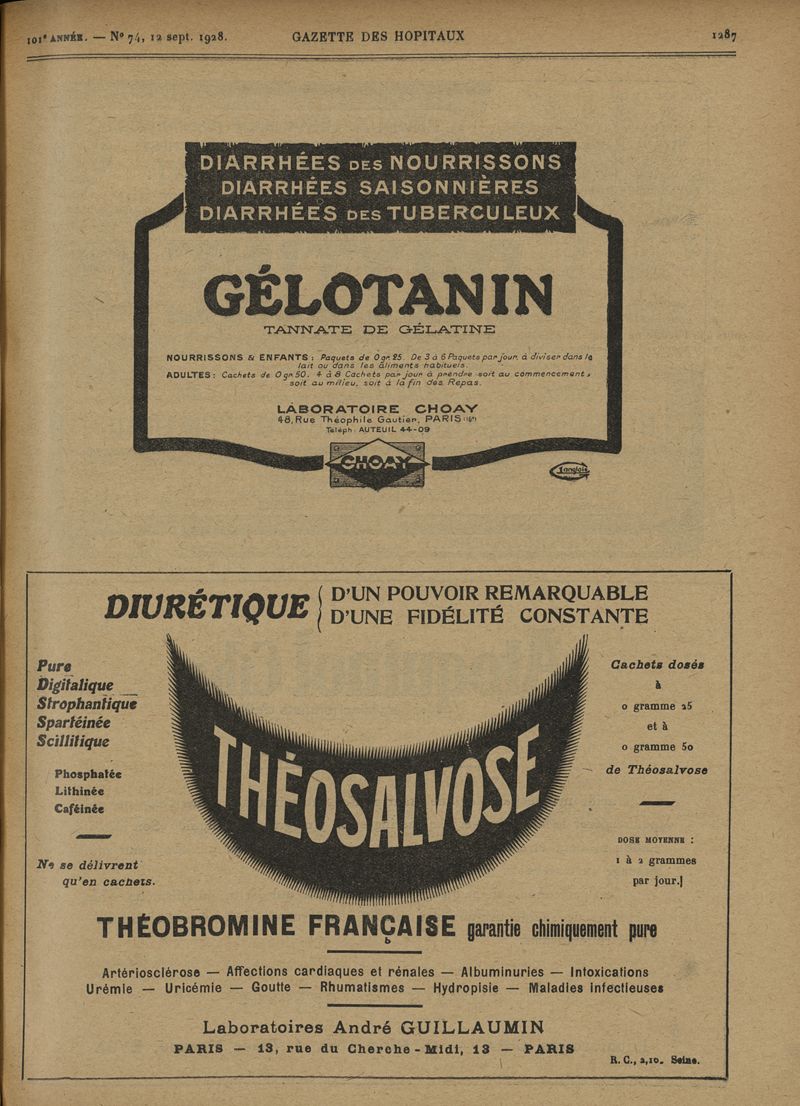 101e ANNÉE. — No 74, 12 sept. 1928. GAZETTE DES HOPITAUX 1287
DIARRHÉES DES NOURRISSONS
DIARRHÉES SAISONNIÈRES
DIARRHÉES DES TUBERCULEUX
GÉLOTANIN
TANNATE DE GÉLATINE
NOURRISSONS & ENFANTS : Paquets de 0 gr. 25. De 3 à 6 Paquets par jour, à diviser dans le
lait ou dans les aliments habituels.
ADULTES : Cachets de 0 gr. 50. 4 à 8 Cachets par jour à prendre soit au commencement,
soit au milieu, soit à la fin des Repas.
LABORATOIRE CHOAY
48, Rue Théophile Gautier, PARIS
Teléph. AUTEUIL 44-09
CHOAY
Langlois
DIURÉTIQUE { D'UN POUVOIR REMARQUABLE
D'UNE FIDÉLITÉ CONSTANTE
Pure
Digitalique
Strophantique
Spartéinée
Scillitique
Phosphatée
Lithinée
Caféinée
Ne se délivrent
qu'en cachets.
THÉOSALVOSE
Cachets dosés
à
0 gramme 25
et à
0 gramme 50
de Théosalvose
DOSE MOYENNE :
1 à 2 grammes
par jour.
THÉOBROMINE FRANÇAISE garantie chimiquement pure
Artériosclérose — Affections cardiaques et rénales — Albuminuries — Intoxications
Urémie — Uricémie — Goutte — Rhumatismes — Hydropisie — Maladies infectieuses
Laboratoires André GUILLAUMIN
PARIS — 13, rue du Cherche-Midi, 13 — PARIS
R. C., 2,10. Seine.